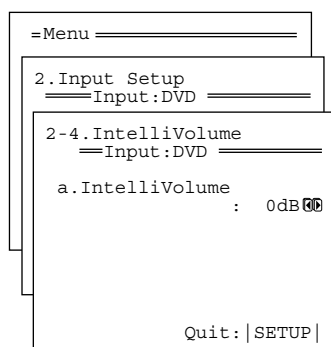 Menu
2.Input Setup
Input:DVD
2-4.IntelliVolume
Input:DVD
a.IntelliVolume
: 0dB
Quit:|SETUP|